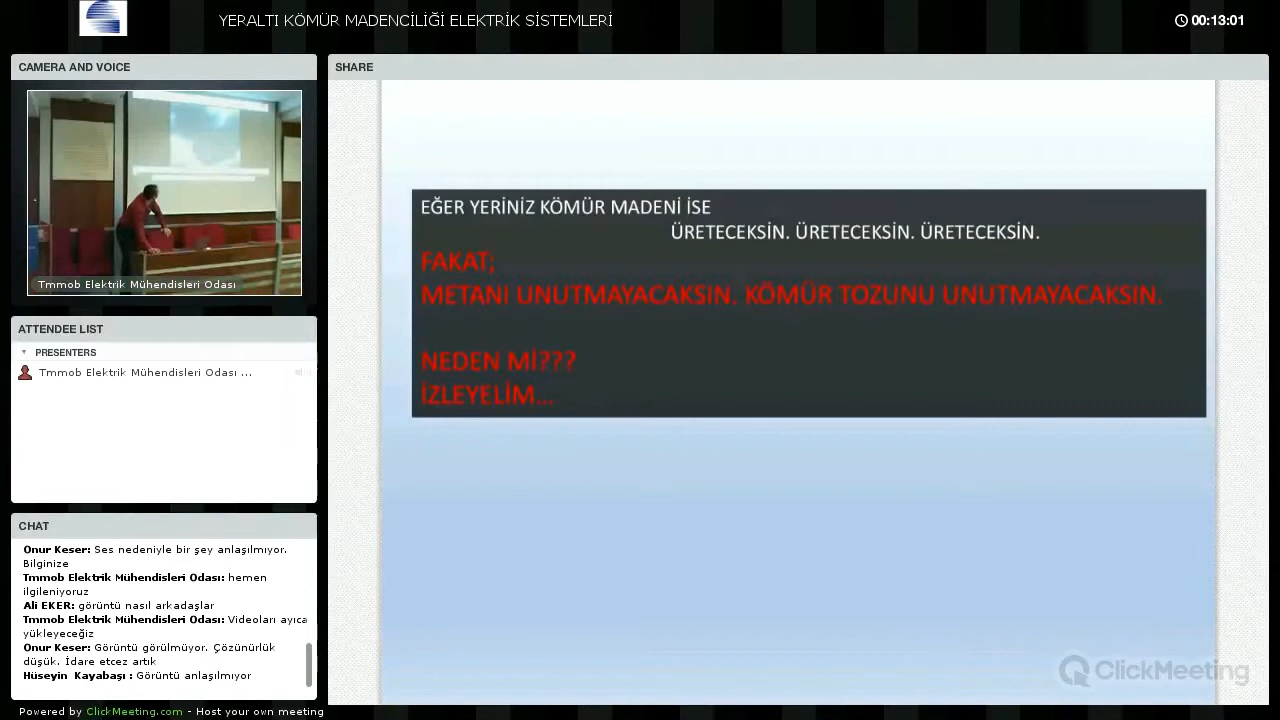 YERALTI KÖMÜR MADENCİLİĞİ ELEKTRİK SİSTEMLERİ
00:13:01
CAMERA AND VOICE
Tmmob Elektrik Mühendisleri Odası
ATTENDEE LIST
PRESENTERS
Tmmob Elektrik Mühendisleri Odası ...
CHAT
Onur Keser: Ses nedeniyle bir şey anlaşılmıyor.
Bilginize
Tmmob Elektrik Mühendisleri Odası: hemen
ilgileniyoruz
Ali EKER: görüntü nasıl arkadaşlar
Tmmob Elektrik Mühendisleri Odası: Videoları ayıca
yükleyeceğiz
Onur Keser: Görüntü görülmüyor. Çözünülük
düşük. İdare etcez artık
Hüseyin Kayabaşı : Görüntü anlaşılmıyor
Powered by ClickMeeting.com - Host your own meeting
SHARE
EĞER YERİNİZ KÖMÜR MADENİ İSE
ÜRETECEKSİN. ÜRETECEKSİN. ÜRETECEKSİN.
FAKAT;
METANI UNUTMAYACAKSIN. KÖMÜR TOZUNU UNUTMAYACAKSIN.
NEDEN Mİ???
İZLEYELİM...
ClickMeeting